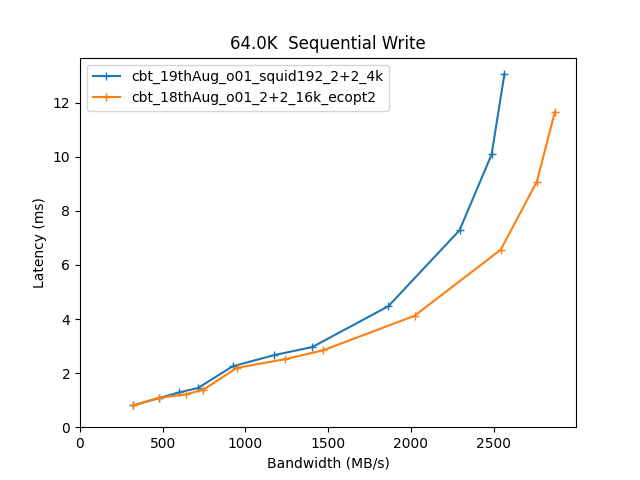 64.0K  Sequential Write
cbt_19thAug_o01_squid192_2+2_4k
cbt_18thAug_o01_2+2_16k_ecopt2
12
10
8
6
4
2
0
Latency (ms)
0 500 1000 1500 2000 2500
Bandwidth (MB/s)